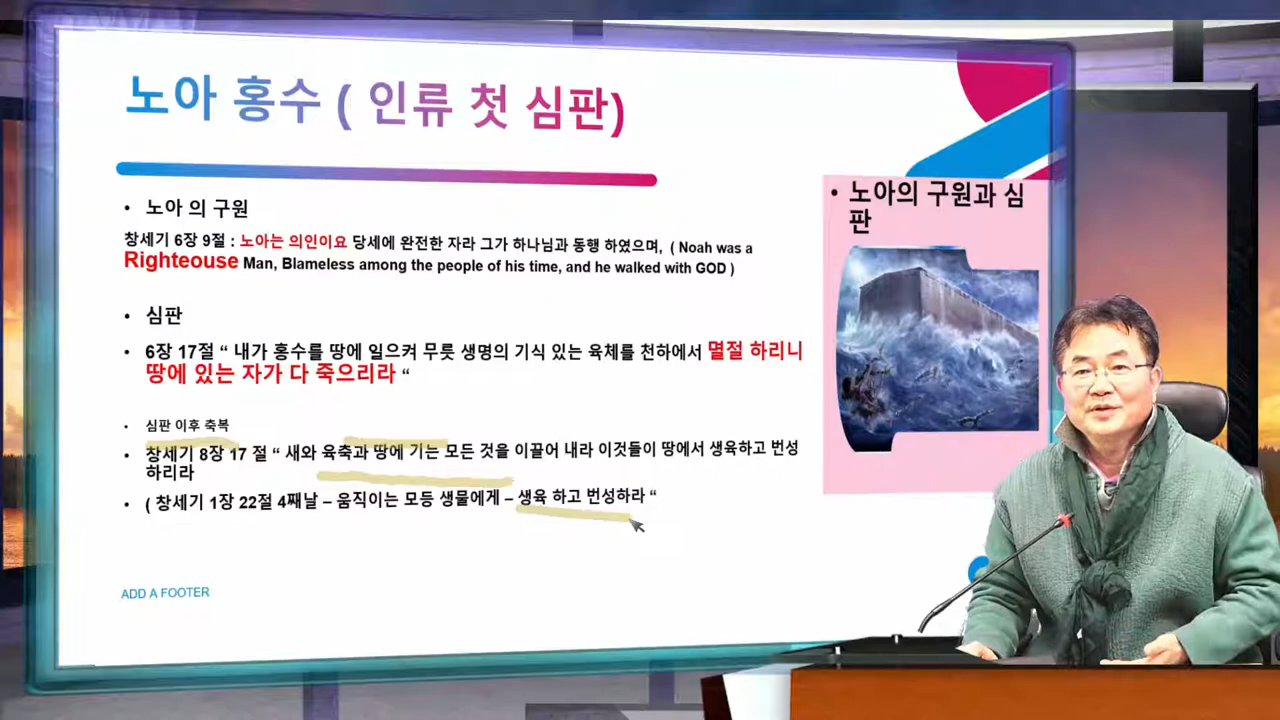 노아 홍수 ( 인류 첫 심판)
• 노아 의 구원
창세기 6장 9절 : 노아는 의인이요 당세에 완전한 자라 그가 하나님과 동행 하였으며, ( Noah was a
Righteouse Man, Blameless among the people of his time, and he walked with GOD )
• 심판
• 6장 17절 “ 내가 홍수를 땅에 일으켜 무릇 생명의 기식 있는 육체를 천하에서 멸절 하리니
땅에 있는 자가 다 죽으리라 “
• 심판 이후 축복
• 창세기 8장 17 절 “ 새와 육축과 땅에 기는 모든 것을 이끌어 내라 이것들이 땅에서 생육하고 번성
하리라
• ( 창세기 1장 22절 4째날 – 움직이는 모등 생물에게 – 생육 하고 번성하라 “
ADD A FOOTER
• 노아의 구원과 심
판